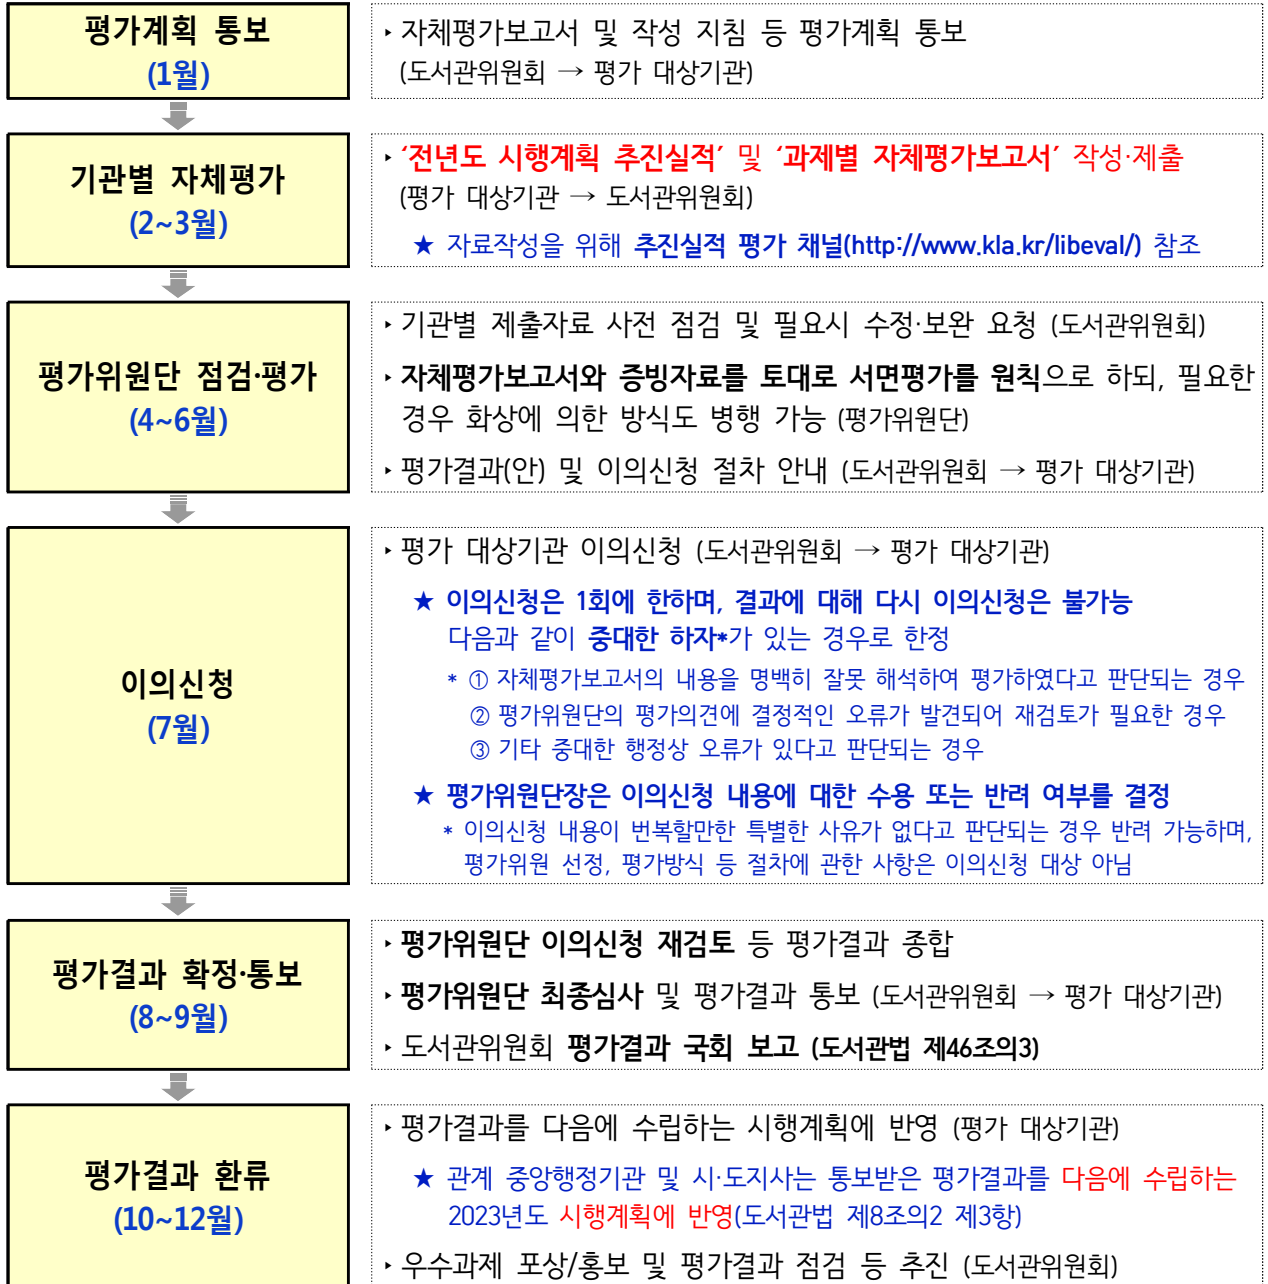 평가계획 통보
(1월)
‣ 자체평가보고서 및 작성 지침 등 평가계획 통보
(도서관위원회 → 평가 대상기관)
기관별 자체평가
(2~3월)
‣ ‘전년도 시행계획 추진실적’ 및 ‘과제별 자체평가보고서’ 작성·제출
(평가 대상기관 → 도서관위원회)
★ 자료작성을 위해 추진실적 평가 채널(http://www.kla.kr/libeval/) 참조
평가위원단 점검·평가
(4~6월)
‣ 기관별 제출자료 사전 점검 및 필요시 수정·보완 요청 (도서관위원회)
‣ 자체평가보고서와 증빙자료를 토대로 서면평가를 원칙으로 하되, 필요한
경우 화상에 의한 방식도 병행 가능 (평가위원단)
‣ 평가결과(안) 및 이의신청 절차 안내 (도서관위원회 → 평가 대상기관)
이의신청
(7월)
‣ 평가 대상기관 이의신청 (도서관위원회 → 평가 대상기관)
★ 이의신청은 1회에 한하며, 결과에 대해 다시 이의신청은 불가능
다음과 같이 중대한 하자*가 있는 경우로 한정
* ① 자체평가보고서의 내용을 명백히 잘못 해석하여 평가하였다고 판단되는 경우
② 평가위원단의 평가의견에 결정적인 오류가 발견되어 재검토가 필요한 경우
③ 기타 중대한 행정상 오류가 있다고 판단되는 경우
★ 평가위원단장은 이의신청 내용에 대한 수용 또는 반려 여부를 결정
* 이의신청 내용이 번복할만한 특별한 사유가 없다고 판단되는 경우 반려 가능하며,
평가위원 선정, 평가방식 등 절차에 관한 사항은 이의신청 대상 아님
평가결과 확정·통보
(8~9월)
‣ 평가위원단 이의신청 재검토 등 평가결과 종합
‣ 평가위원단 최종심사 및 평가결과 통보 (도서관위원회 → 평가 대상기관)
‣ 도서관위원회 평가결과 국회 보고 (도서관법 제46조의3)
평가결과 환류
(10~12월)
‣ 평가결과를 다음에 수립하는 시행계획에 반영 (평가 대상기관)
★ 관계 중앙행정기관 및 시·도지사는 통보받은 평가결과를 다음에 수립하는
2023년도 시행계획에 반영(도서관법 제8조의2 제3항)
‣ 우수과제 포상/홍보 및 평가결과 점검 등 추진 (도서관위원회)